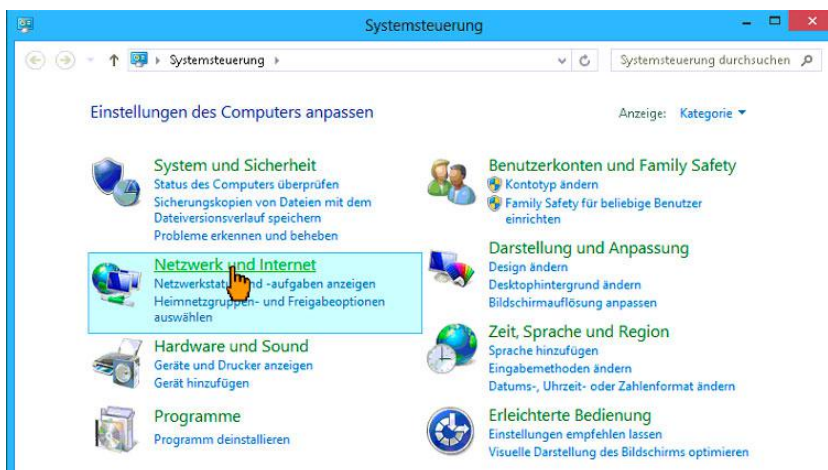 Systemsteuerung
Systemsteuerung
Systemsteuerung durchsuchen
Einstellungen des Computers anpassen
Anzeige: Kategorie
System und Sicherheit
Status des Computers überprüfen
Sicherungskopien von Dateien mit dem
Dateiversionsverlauf speichern
Probleme erkennen und beheben
Netzwerk und Internet
Netzwerkstatus und -aufgaben anzeigen
Heimnetzgruppen- und Freigabeoptionen
auswählen
Hardware und Sound
Geräte und Drucker anzeigen
Gerät hinzufügen
Programme
Programm deinstallieren
Benutzerkonten und Family Safety
Kontotyp ändern
Family Safety für beliebige Benutzer
einrichten
Darstellung und Anpassung
Design ändern
Desktophintergrund ändern
Bildschirmauflösung anpassen
Zeit, Sprache und Region
Sprache hinzufügen
Eingabemethoden ändern
Datums-, Uhrzeit- oder Zahlenformat ändern
Erleichterte Bedienung
Einstellungen empfehlen lassen
Visuelle Darstellung des Bildschirms optimieren